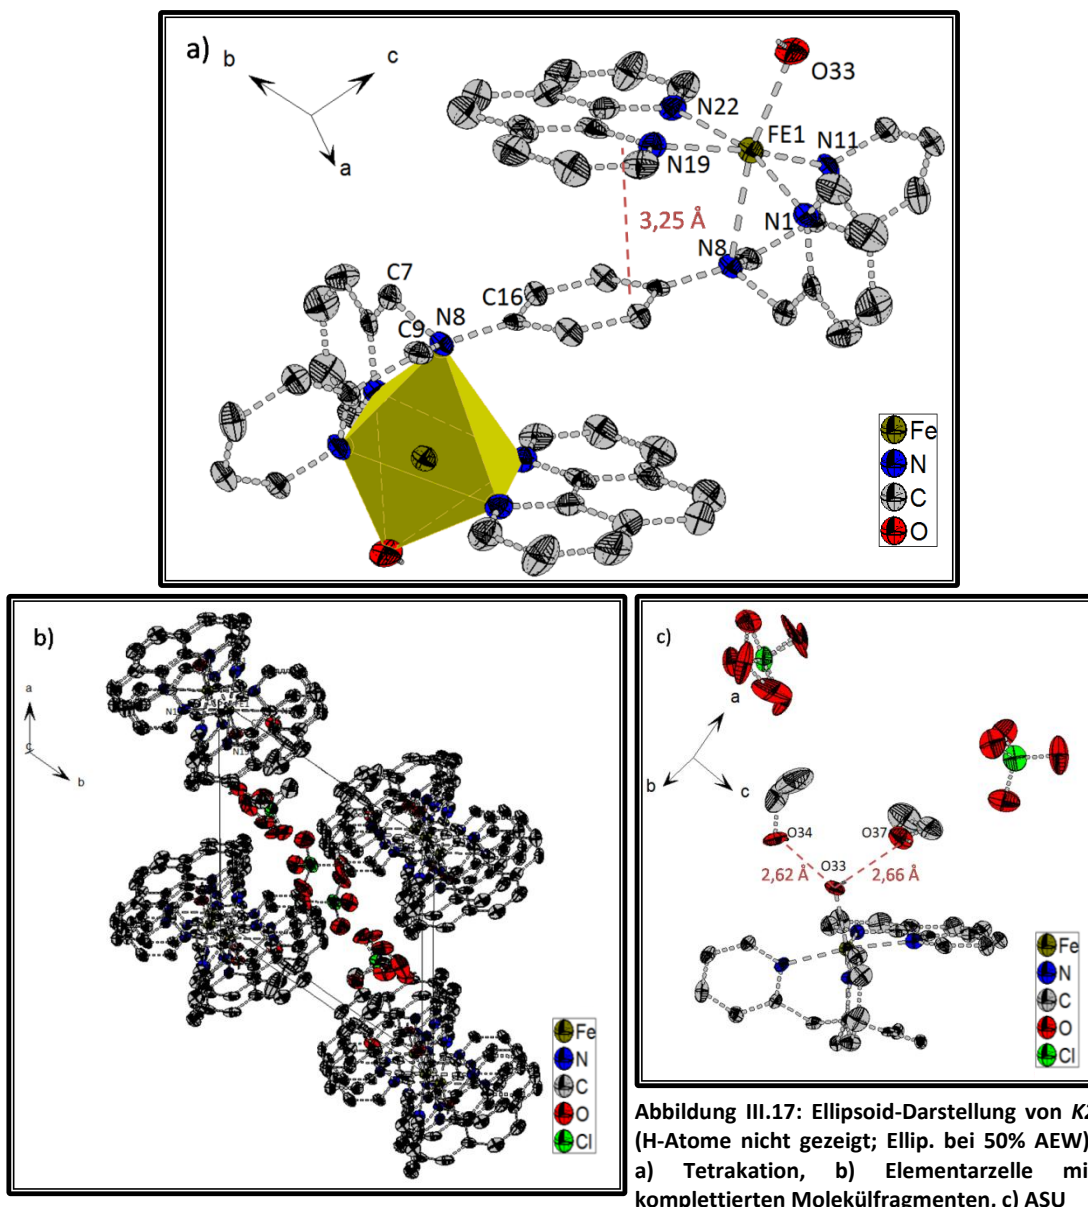 a)
b
c
a
O33
N22
FE1
N19
N11
3,25 Å
N1
N8
C7
C16
C9
N8
Fe
N
C
O
b)
a
C
b
FE1
Fe
N
C
O
Cl
c)
a
b
c
O34
O37
O33
2,62 Å
2,66 Å
Fe
N
C
O
Cl
Abbildung III.17: Ellipsoid-Darstellung von
(H-Atome nicht gezeigt; Ellip. bei 50% AEW)
a) Tetrakation, b) Elementarzelle mi
komplettierten Molekülfragmenten, c) ASU